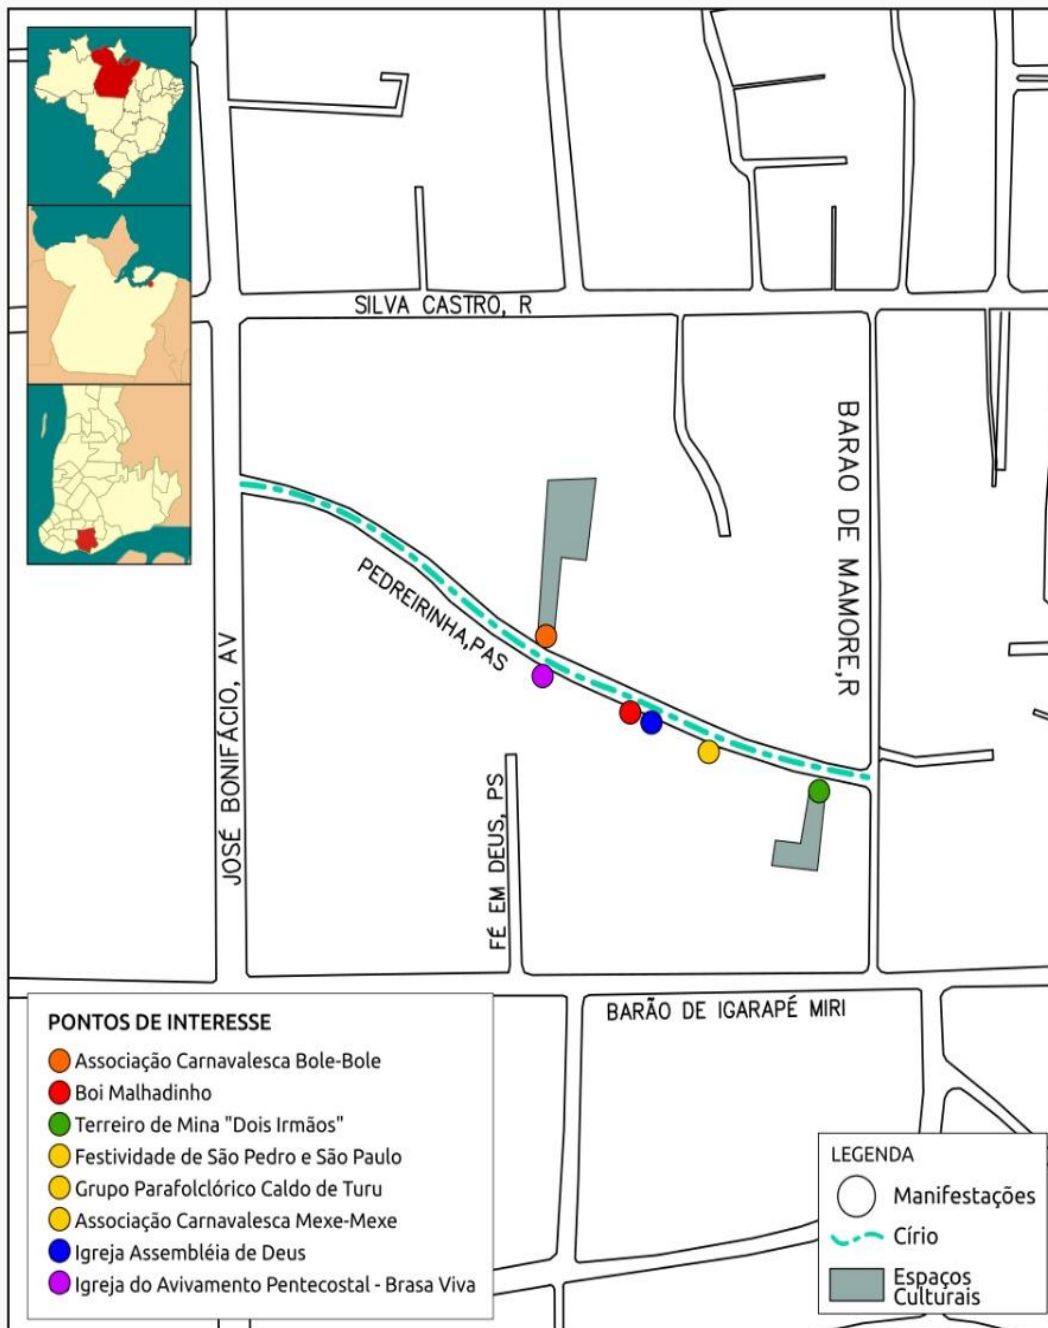 SILVA CASTRO, R
BARAO DE MAMORE,R
PEDREIRINHA,PAS
JOSÉ BONIFÁCIO, AV
FÉ EM DEUS, PS
BARÃO DE IGARAPÉ MIRI
PONTOS DE INTERESSE
Associação Carnavalesca Bole-Bole
Boi Malhadinho
Terreiro de Mina "Dois Irmãos"
Festividade de São Pedro e São Paulo
Grupo Parafolclórico Caldo de Turu
Associação Carnavalesca Mexe-Mexe
Igreja Assembléia de Deus
Igreja do Avivamento Pentecostal - Brasa Viva
LEGENDA
Manifestações
Círio
Espaços
Culturais